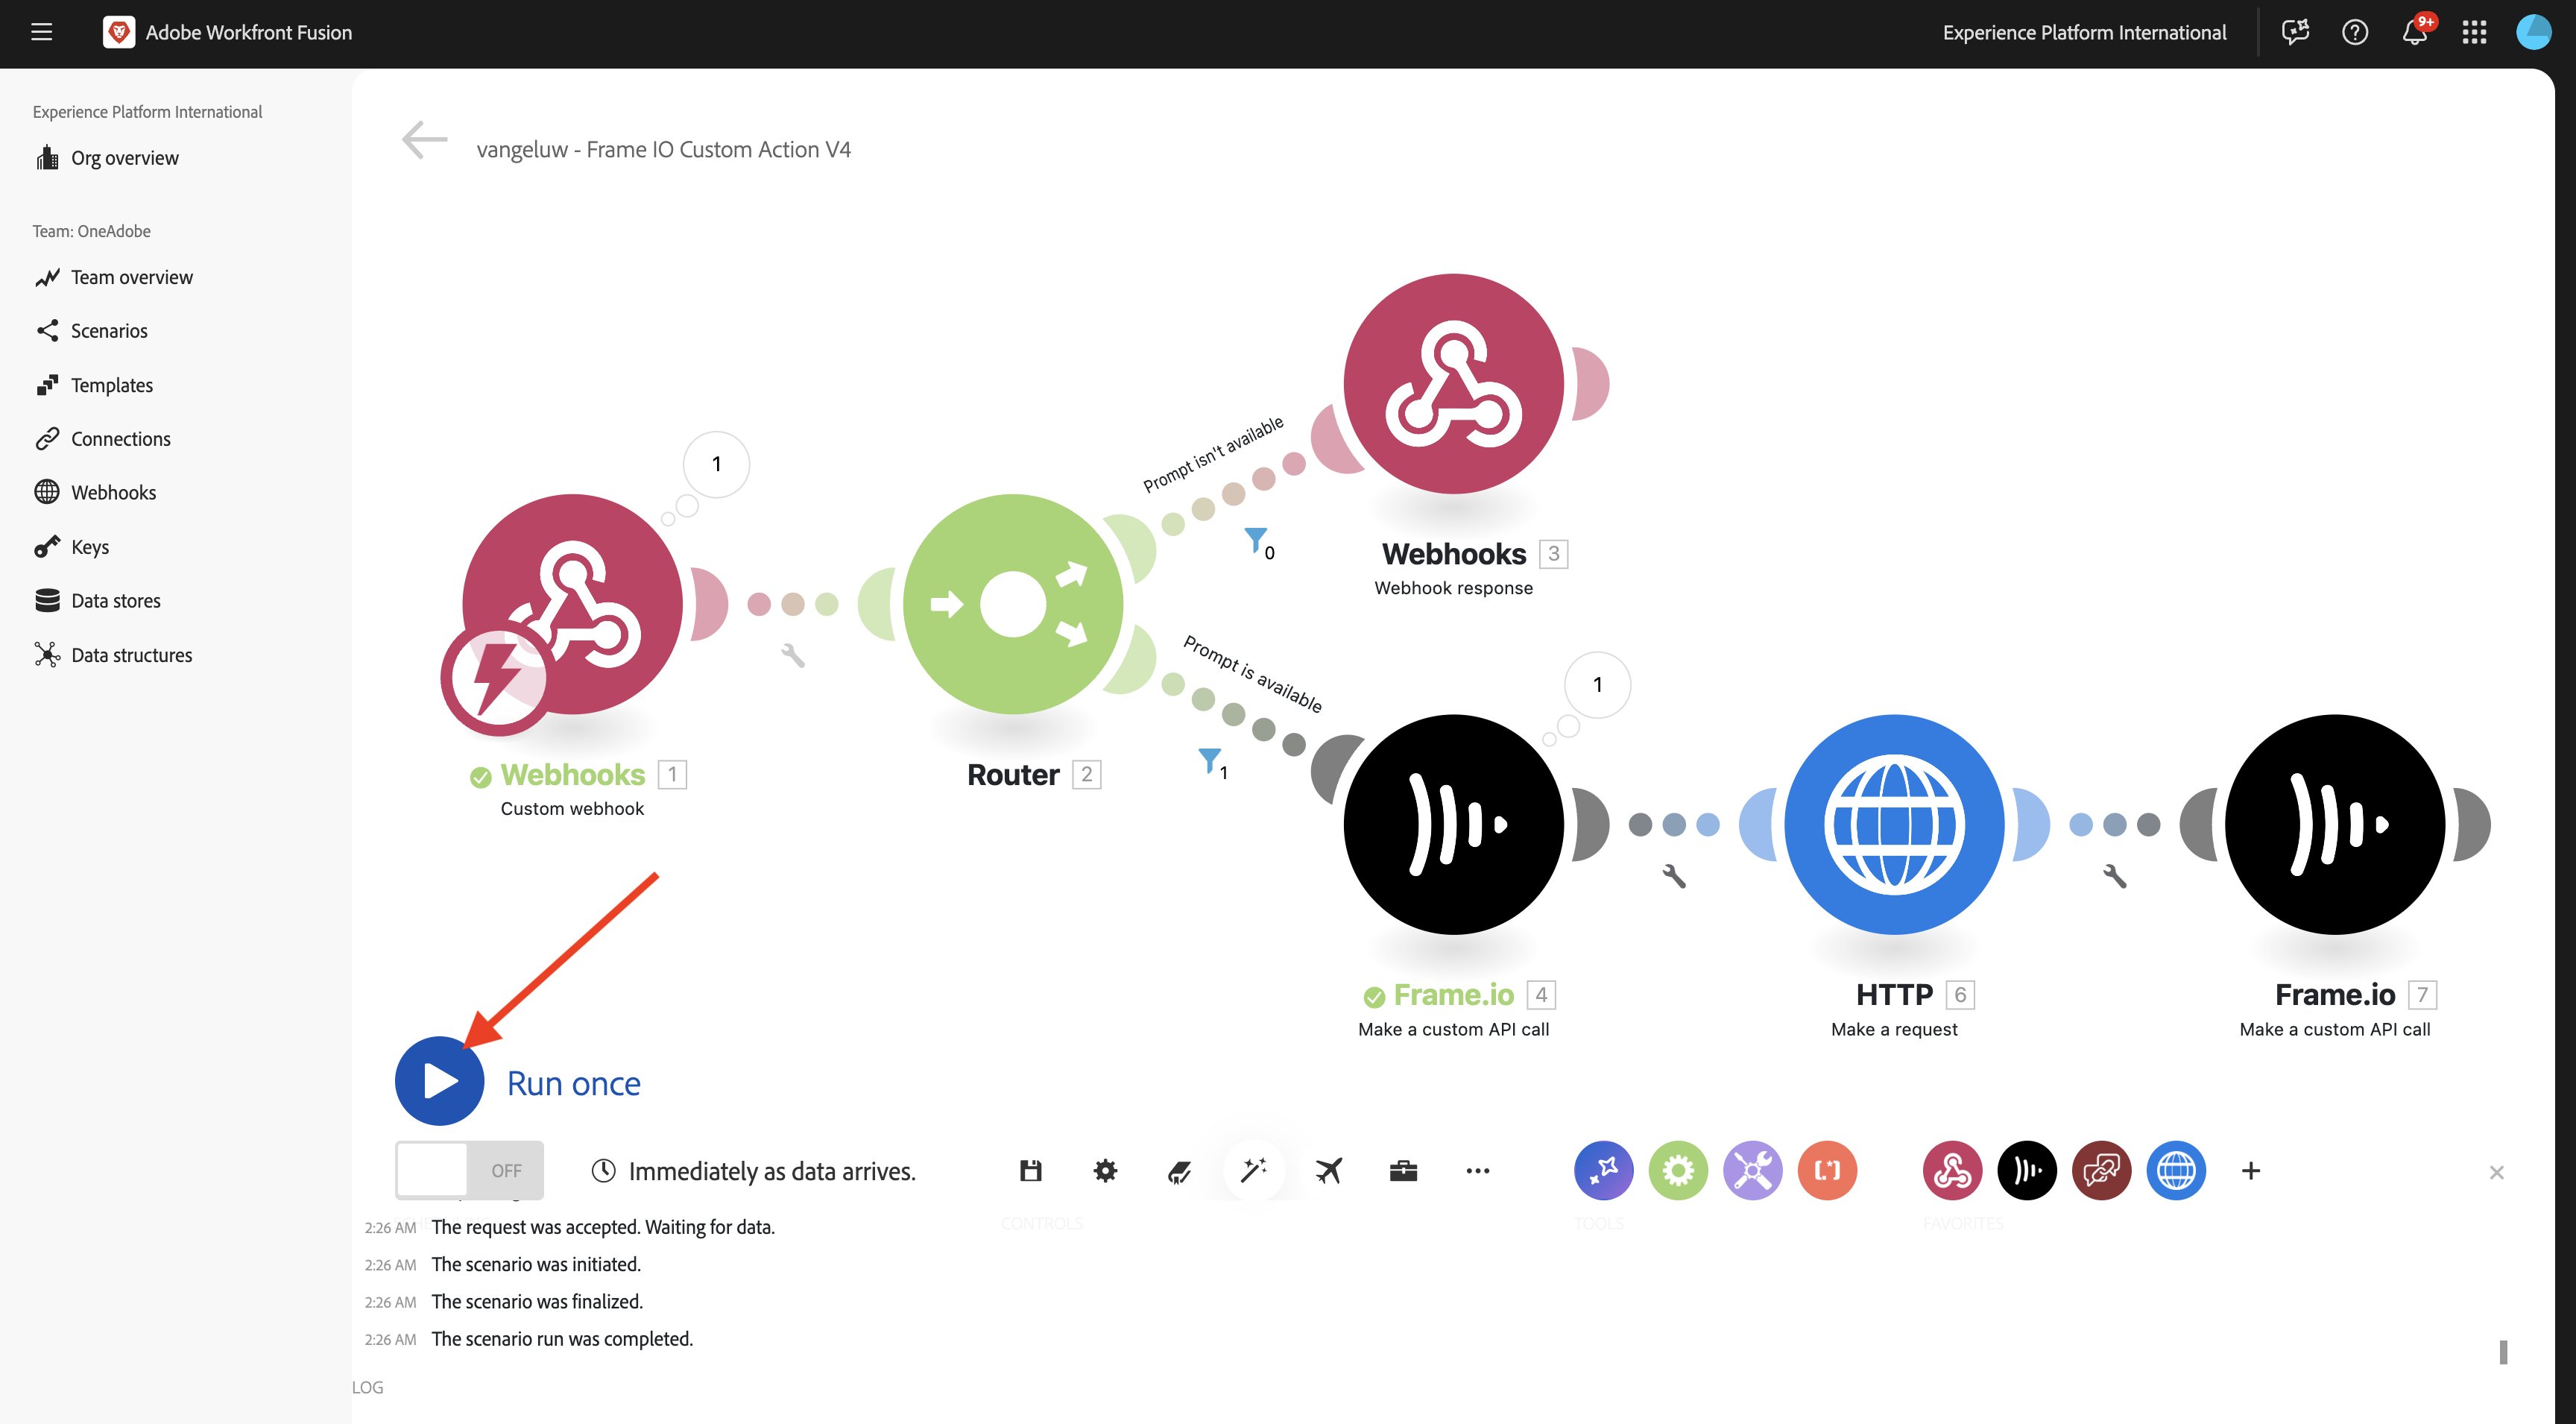 Adobe Workfront Fusion
Experience Platform International
9+
Experience Platform International
Org overview
Team: OneAdobe
Team overview
Scenarios
Templates
Connections
Webhooks
Keys
Data stores
Data structures
vangeluw - Frame IO Custom Action V4
Prompt isn't available
0
Webhooks 3
Webhook response
1
Webhooks 1
Custom webhook
Router 2
Prompt is available
1
1
Frame.io 4
Make a custom API call
HTTP 6
Make a request
Frame.io 7
Make a custom API call
Run once
OFF
Immediately as data arrives.
CONTROLS
TOOLS
FAVORITES
2:26 AM The request was accepted. Waiting for data.
2:26 AM The scenario was initiated.
2:26 AM The scenario was finalized.
2:26 AM The scenario run was completed.
LOG